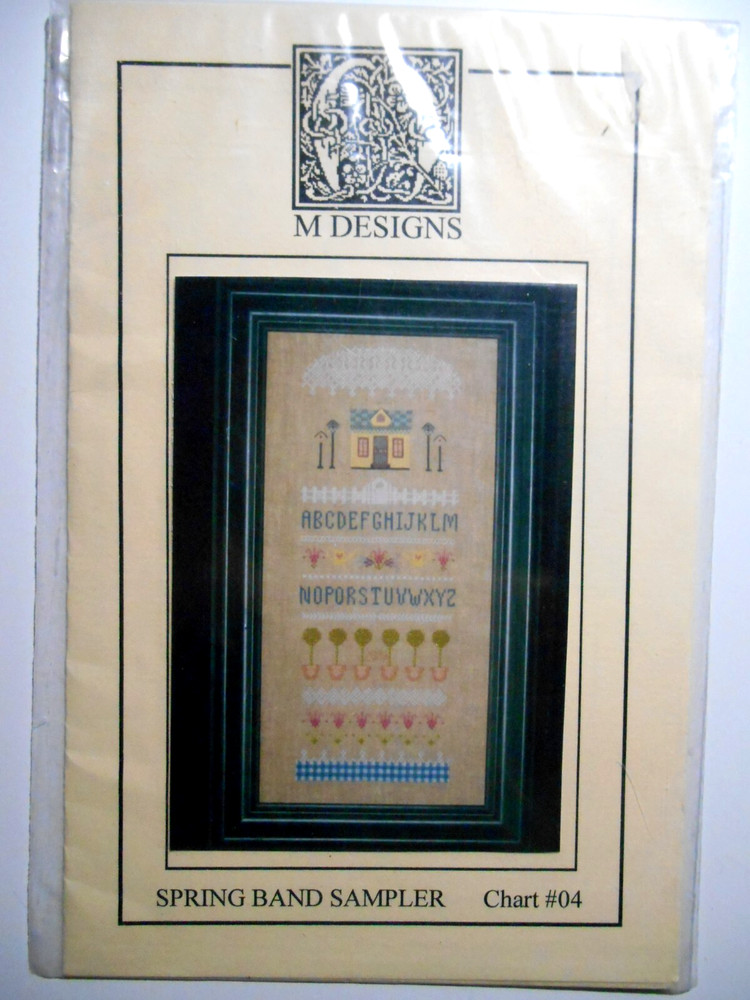 M DESIGNS
ABCDEFGHIJKLM
NOPQRSTUVWXYZ
SPRING BAND SAMPLER Chart #04